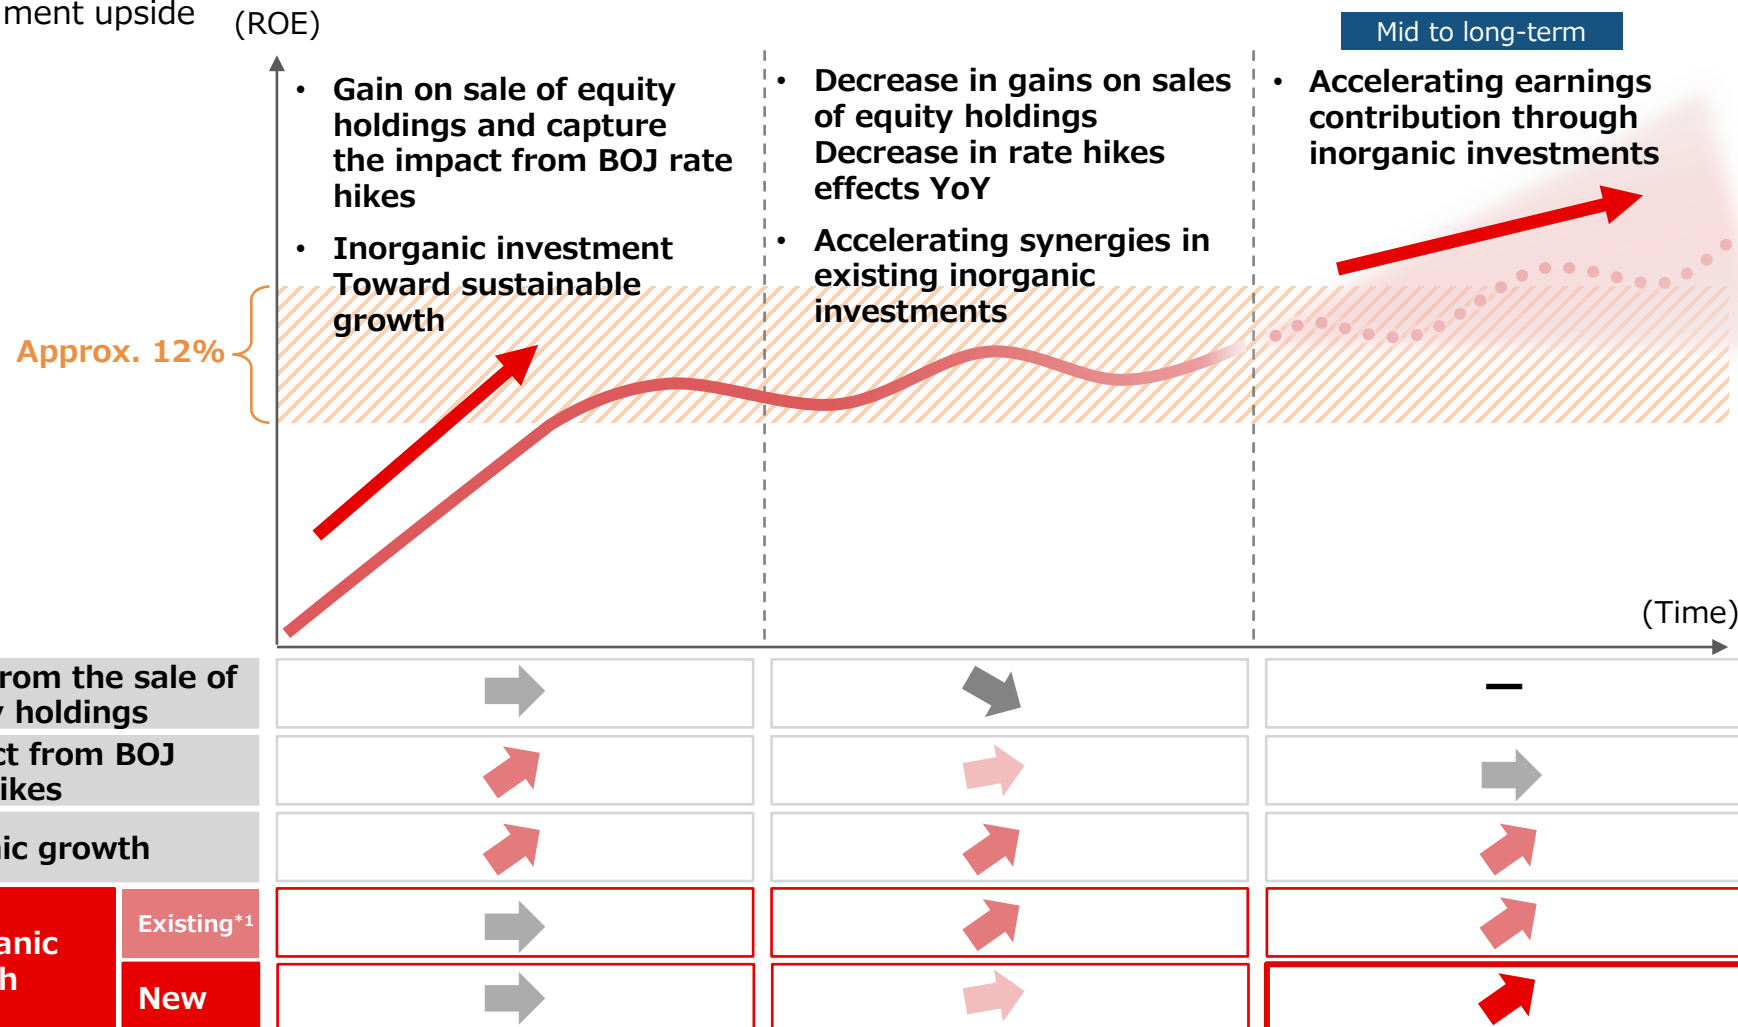 ment upside
(ROE)
Mid to long-term
• Gain on sale of equity
holdings and capture
the impact from BOJ rate
hikes
• Inorganic investment
Toward sustainable
growth
• Decrease in gains on sales
of equity holdings
Decrease in rate hikes
effects YoY
• Accelerating synergies in
existing inorganic
investments
• Accelerating earnings
contribution through
inorganic investments
Approx. 12%
(Time)
rom the sale of
holdings
ct from BOJ
ikes
ic growth
anic
h
Existing*1
New